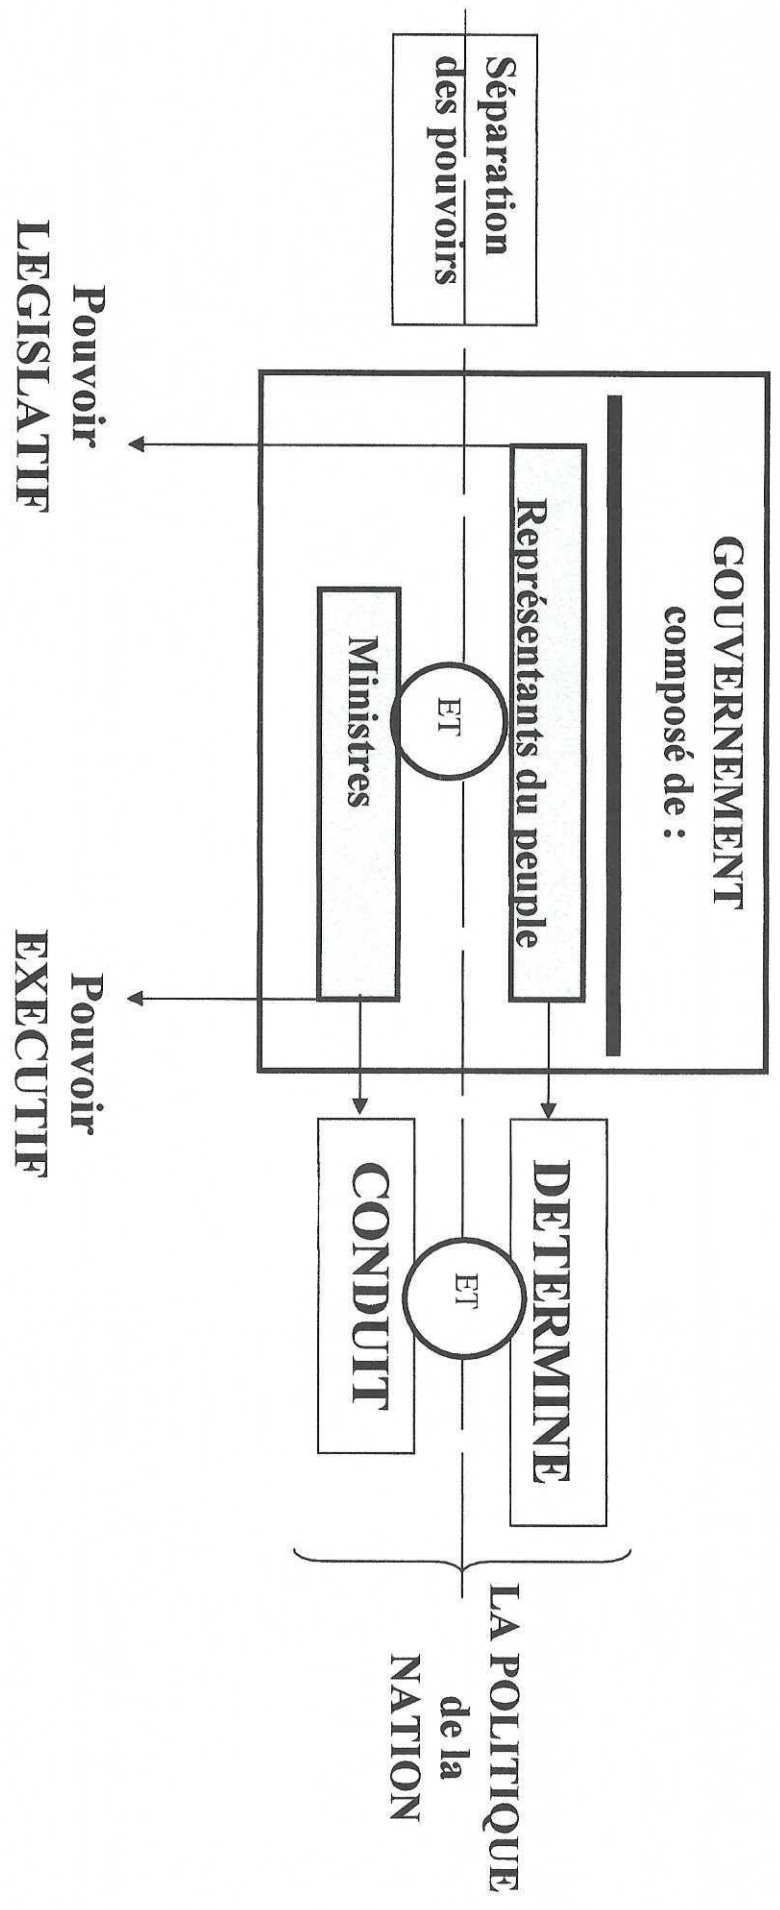 GOUVERNEMENT
composé de :
Séparation
des pouvoirs
Représentants du peuple
ET
Ministres
DETERMINE
ET
CONDUIT
LA POLITIQUE
de la
NATION
Pouvoir
LEGISLATIF
Pouvoir
EXECUTIF